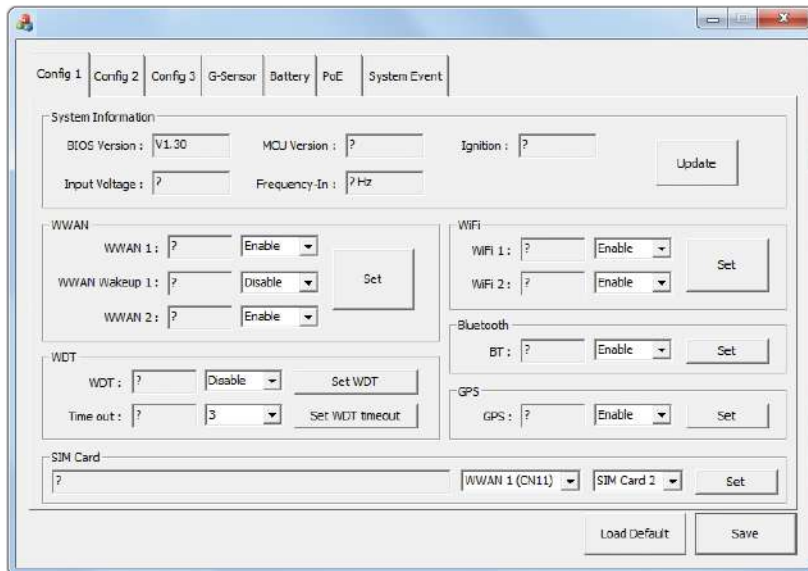 Config 1 Config 2 Config 3 G-Sensor Battery PoE System Event
System Information
BIOS Version : V1.30 MCU Version : ? Ignition : ?
Update
Input Voltage : ? Frequency-In : ? Hz
WWAN
WWAN 1 : ? Enable
WWAN Wakeup 1 : ? Disable Set
WWAN 2 : ? Enable
WiFi
WiFi 1 : ? Enable
Set
WiFi 2 : ? Enable
Bluetooth
BT : ? Enable Set
WDT
WDT : ? Disable Set WDT
Time out : ? 3 Set WDT timeout
GPS
GPS : ? Enable Set
SIM Card
? WWAN 1 (CN11) SIM Card 2 Set
Load Default Save